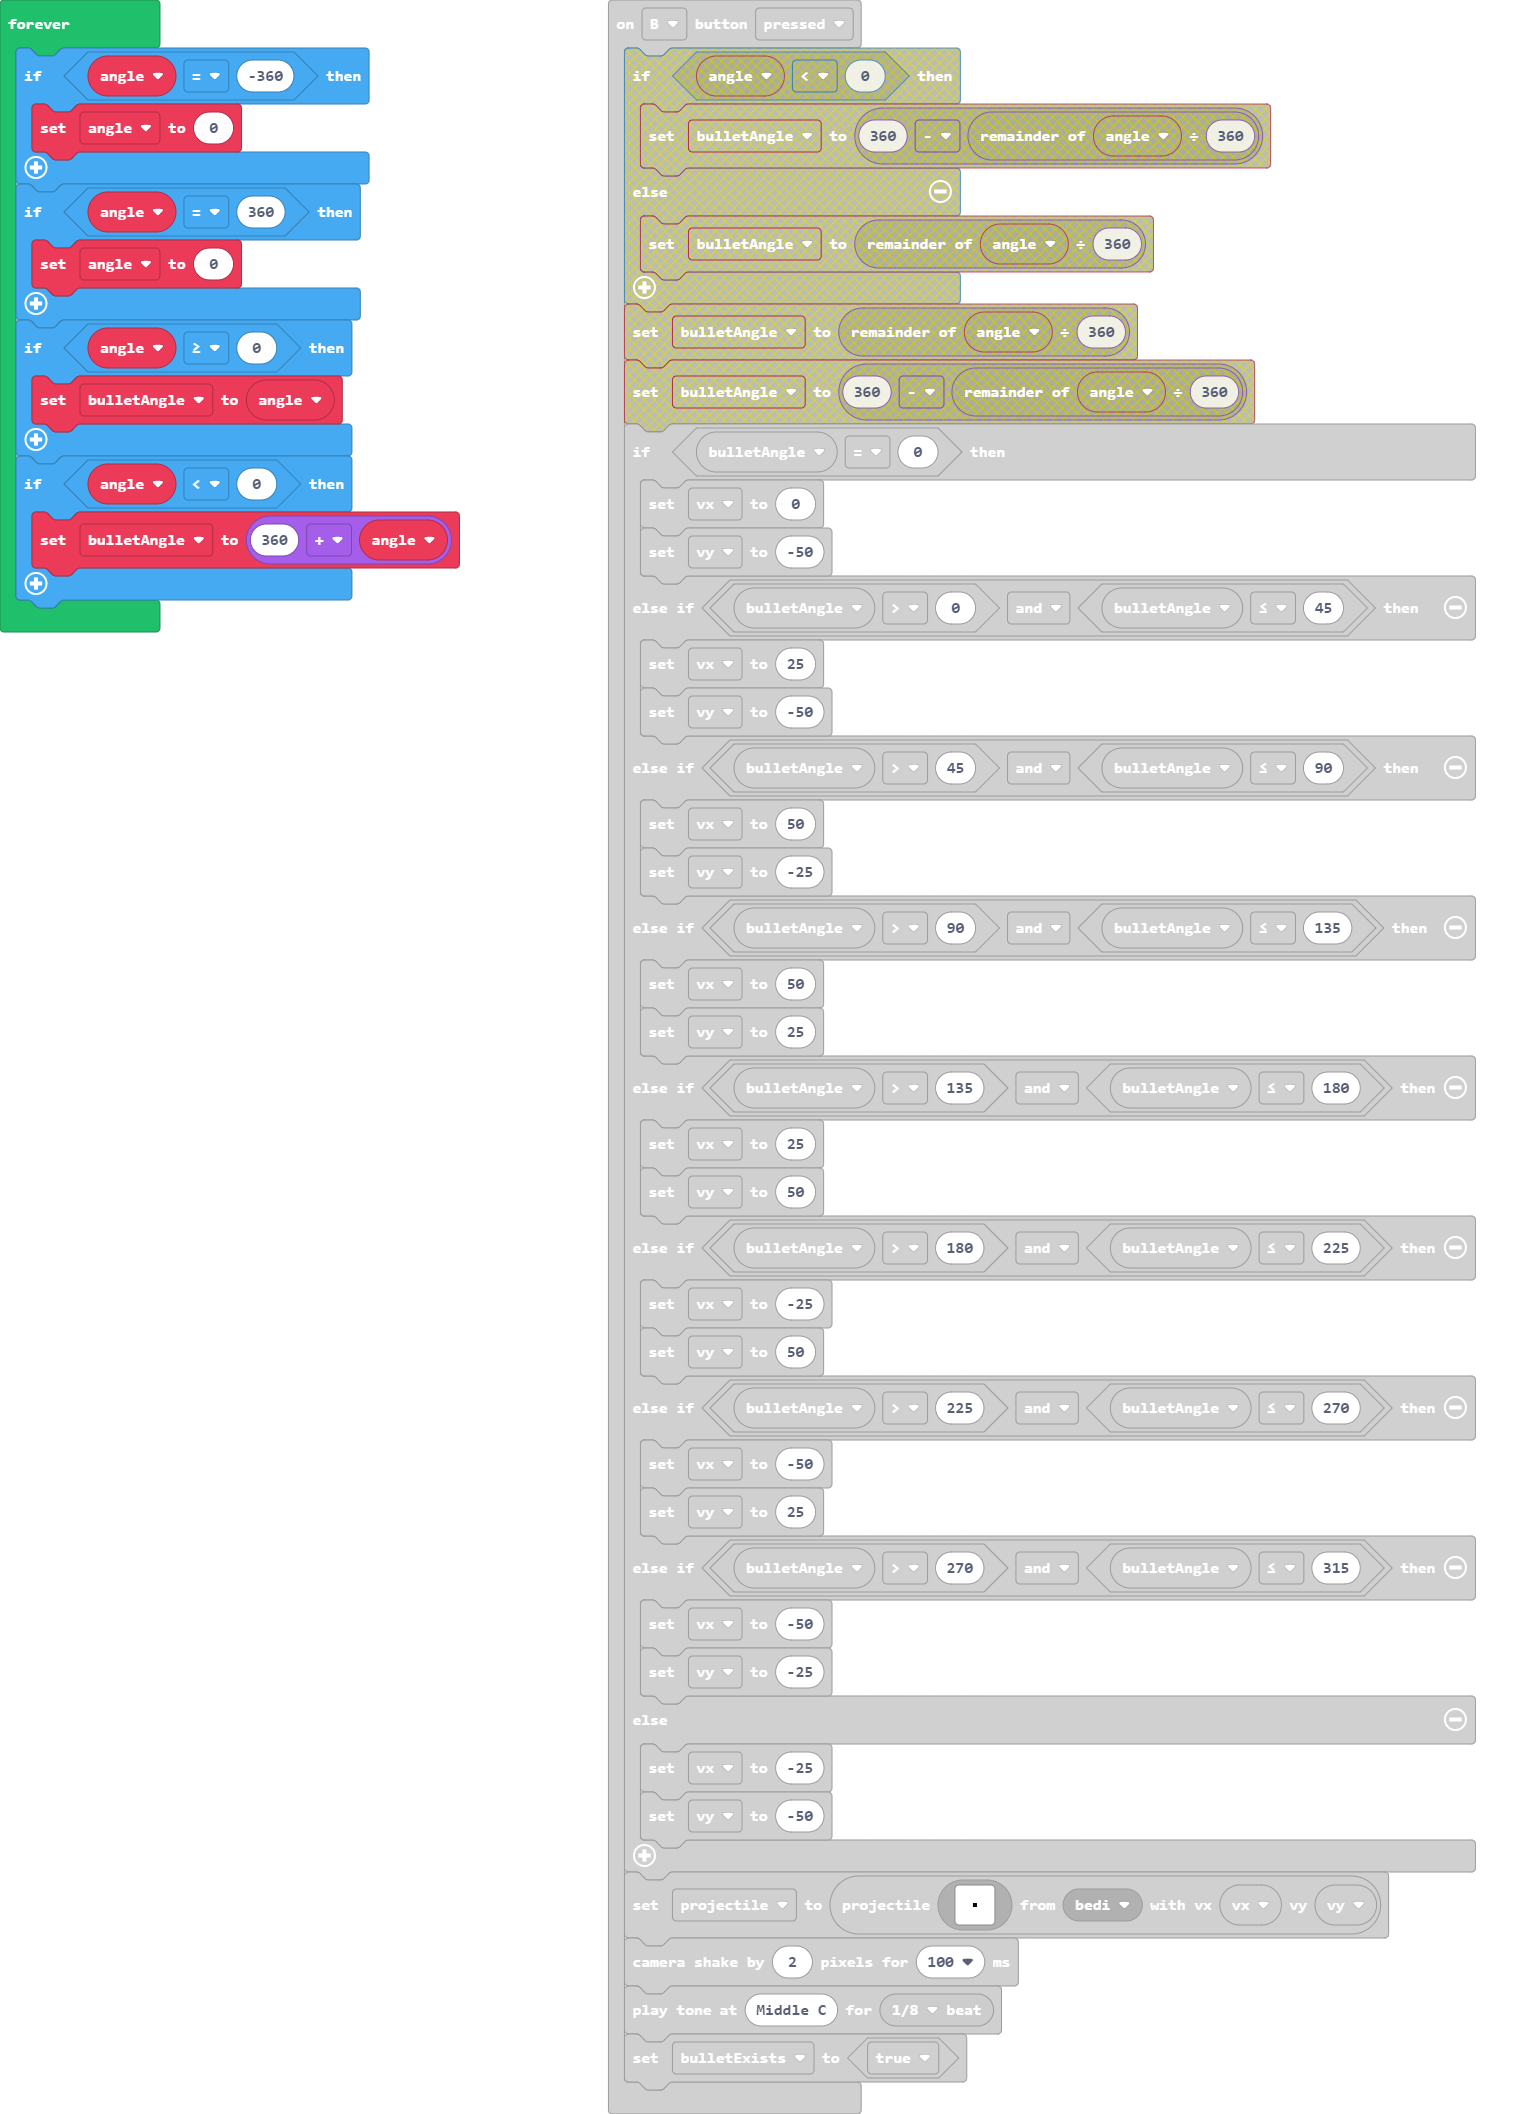 forever
if angle = -360 then
set angle to 0
if angle = 360 then
set angle to 0
if angle ≥ 0 then
set bulletAngle to angle
if angle < 0 then
set bulletAngle to 360 + angle
on B button pressed
if angle < 0 then
set bulletAngle to 360 - remainder of angle ÷ 360
else
set bulletAngle to remainder of angle ÷ 360
set bulletAngle to remainder of angle ÷ 360
set bulletAngle to 360 - remainder of angle ÷ 360
if bulletAngle = 0 then
set vx to 0
set vy to -50
else if bulletAngle > 0 and bulletAngle ≤ 45 then
set vx to 25
set vy to -50
else if bulletAngle > 45 and bulletAngle ≤ 90 then
set vx to 50
set vy to -25
else if bulletAngle > 90 and bulletAngle ≤ 135 then
set vx to 50
set vy to 25
else if bulletAngle > 135 and bulletAngle ≤ 180 then
set vx to 25
set vy to 50
else if bulletAngle > 180 and bulletAngle ≤ 225 then
set vx to -25
set vy to 50
else if bulletAngle > 225 and bulletAngle ≤ 270 then
set vx to -50
set vy to 25
else if bulletAngle > 270 and bulletAngle ≤ 315 then
set vx to -50
set vy to -25
else
set vx to -25
set vy to -50
set projectile to projectile from bedi with vx vx vy vy
camera shake by 2 pixels for 100 ms
play tone at Middle C for 1/8 beat
set bulletExists to true